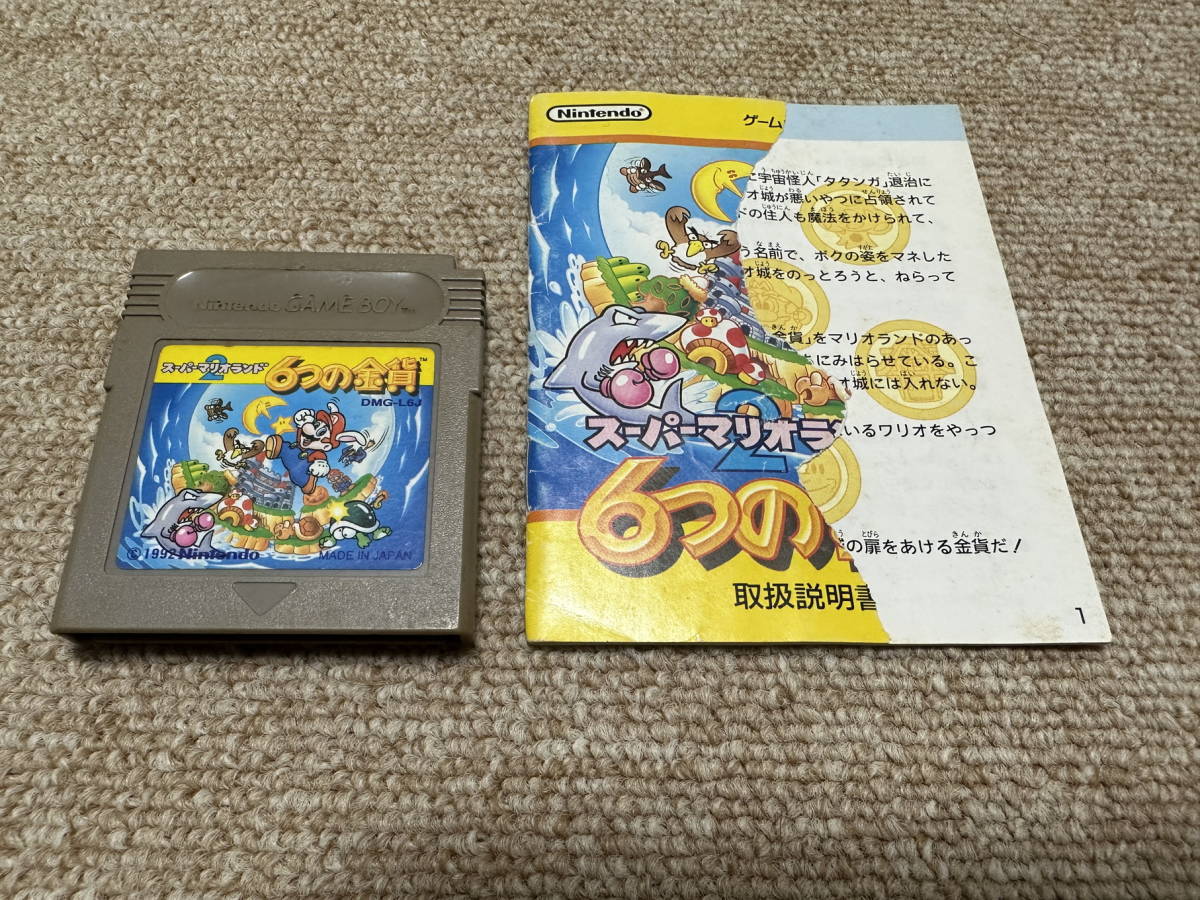 Nintendo GAME BOY TM
スーパーマリオランド
2
6つの金貨™
DMG-L6J
© 1992 Nintendo
MADE IN JAPAN
Nintendo
ゲーム
に宇宙怪人「タタンガ」退治に
オ城が悪いやつに占領されて
ドの住人も魔法をかけられて、
う名前で、ボクの姿をマネした
オ城をのっとろうと、ねらって
金貨」をマリオランドのあっ
にみはらせている。こ
オ城には入れない。
いるワリオをやっつ
スーパーマリオラ
2
6つの
の扉をあける金貨だ!
取扱説明書
1